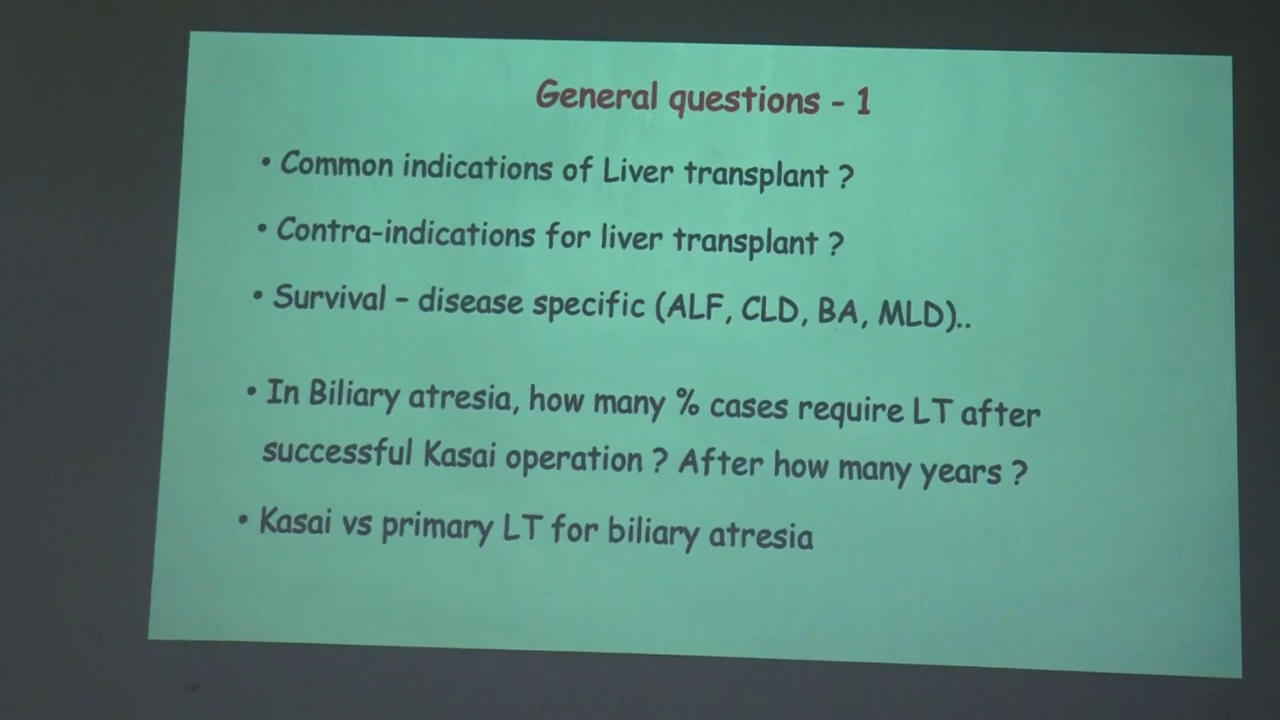 General questions - 1
• Common indications of Liver transplant ?
• Contra-indications for liver transplant ?
• Survival – disease specific (ALF, CLD, BA, MLD)..
• In Biliary atresia, how many % cases require LT after
successful Kasai operation ? After how many years ?
• Kasai vs primary LT for biliary atresia